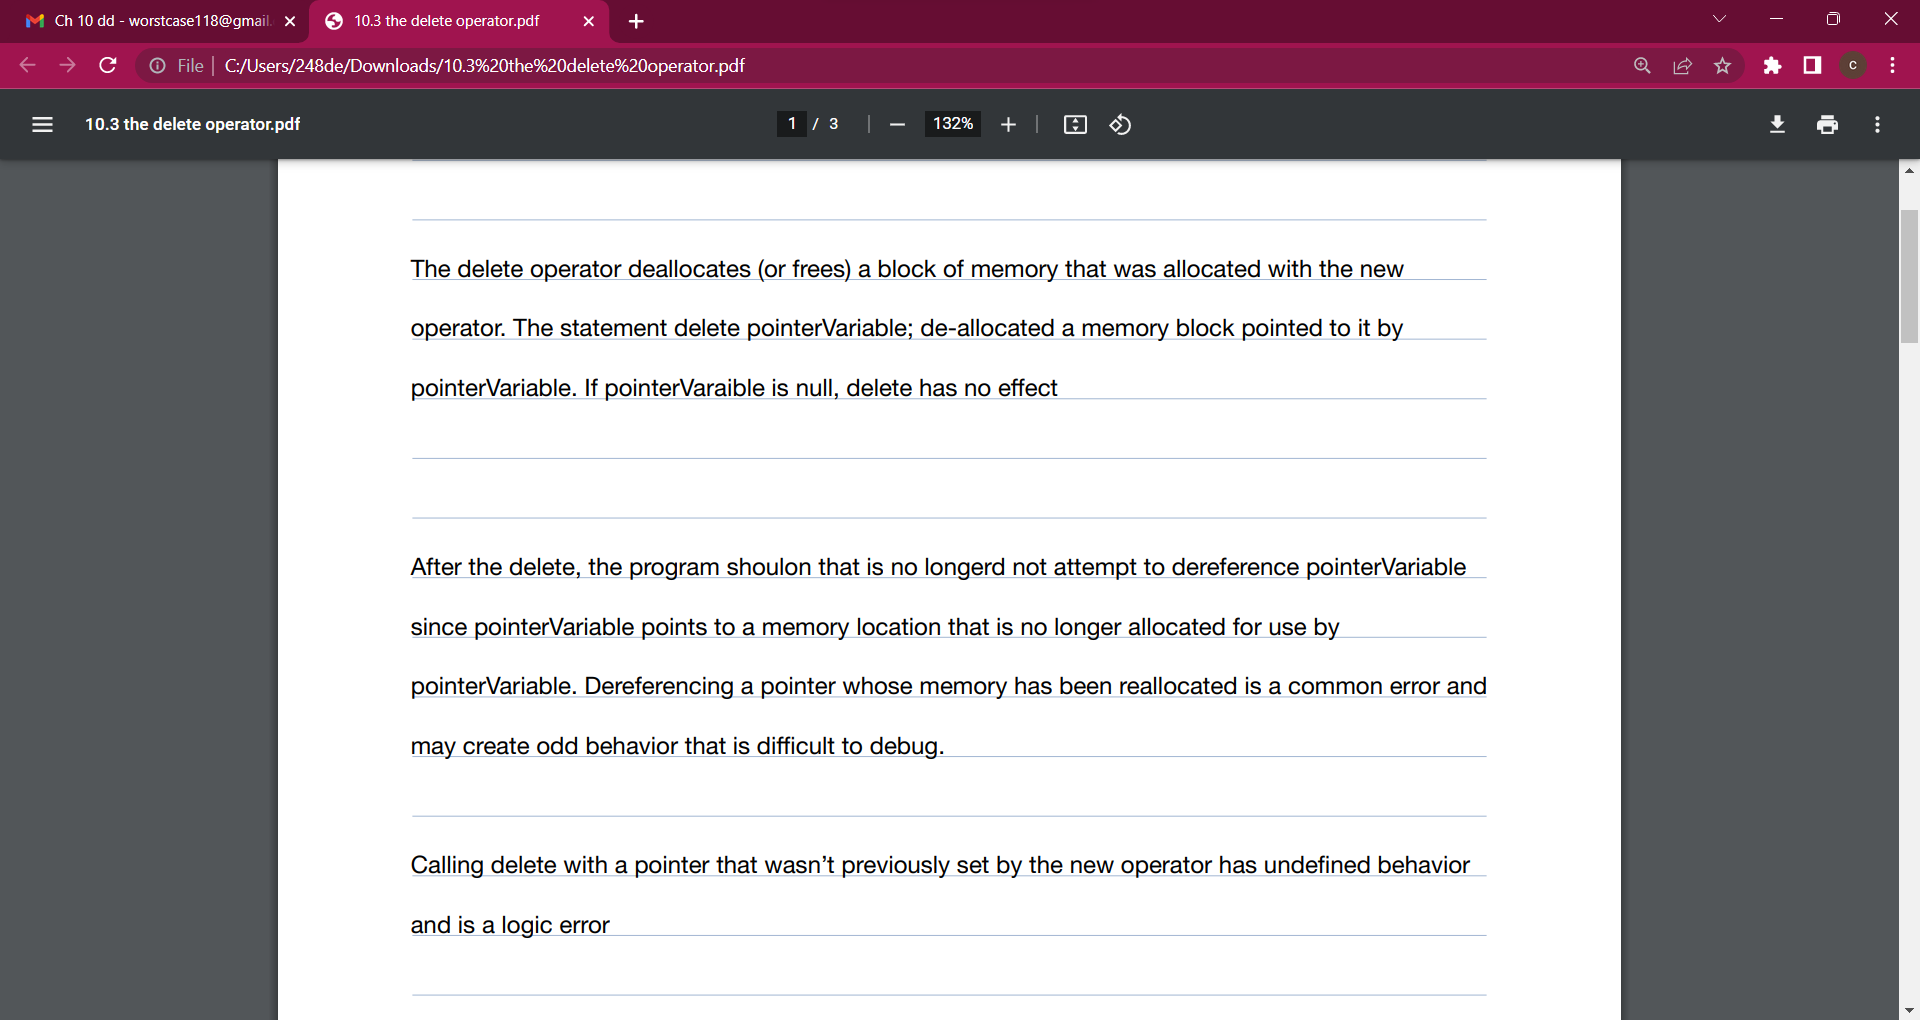 Ch 10 dd - worstcase118@gmail.
10.3 the delete operator.pdf
File
C:/Users/248de/Downloads/10.3%20the%20delete%20operator.pdf
C
10.3 the delete operator.pdf
1 / 3
132%
The delete operator deallocates (or frees) a block of memory that was allocated with the new
operator. The statement delete pointerVariable; de-allocated a memory block pointed to it by
pointerVariable. If pointerVaraible is null, delete has no effect
After the delete, the program shoulon that is no longerd not attempt to dereference pointerVariable
since pointerVariable points to a memory location that is no longer allocated for use by
pointerVariable. Dereferencing a pointer whose memory has been reallocated is a common error and
may create odd behavior that is difficult to debug.
Calling delete with a pointer that wasn’t previously set by the new operator has undefined behavior
and is a logic error